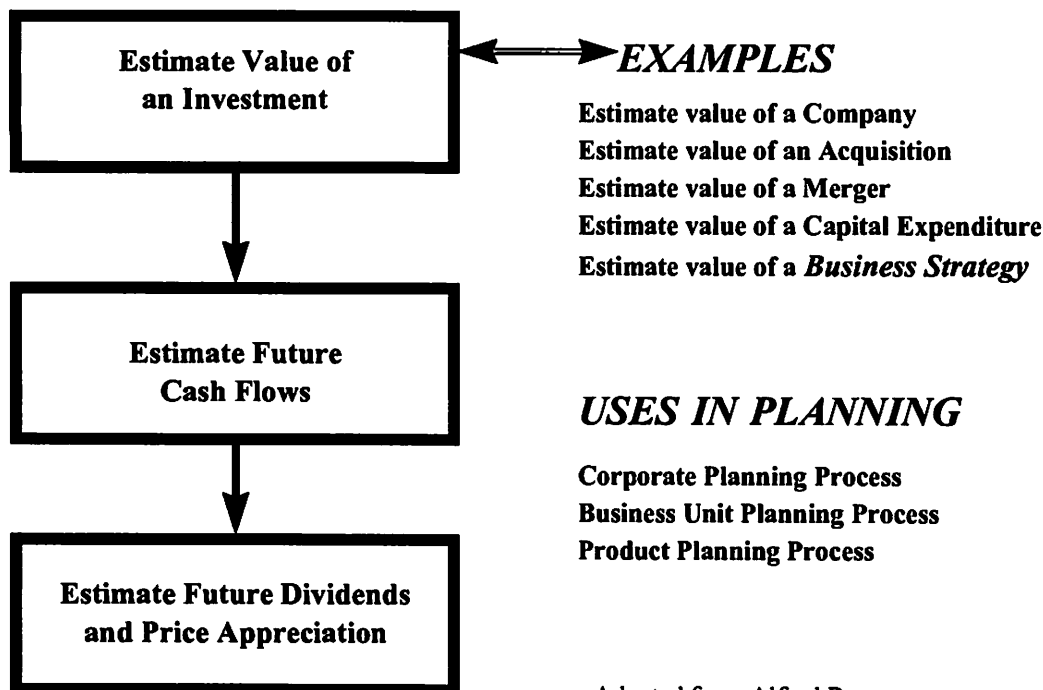 Estimate Value of
an Investment
EXAMPLES
Estimate value of a Company
Estimate value of an Acquisition
Estimate value of a Merger
Estimate value of a Capital Expenditure
Estimate value of a Business Strategy
Estimate Future
Cash Flows
USES IN PLANNING
Corporate Planning Process
Business Unit Planning Process
Product Planning Process
Estimate Future Dividends
and Price Appreciation